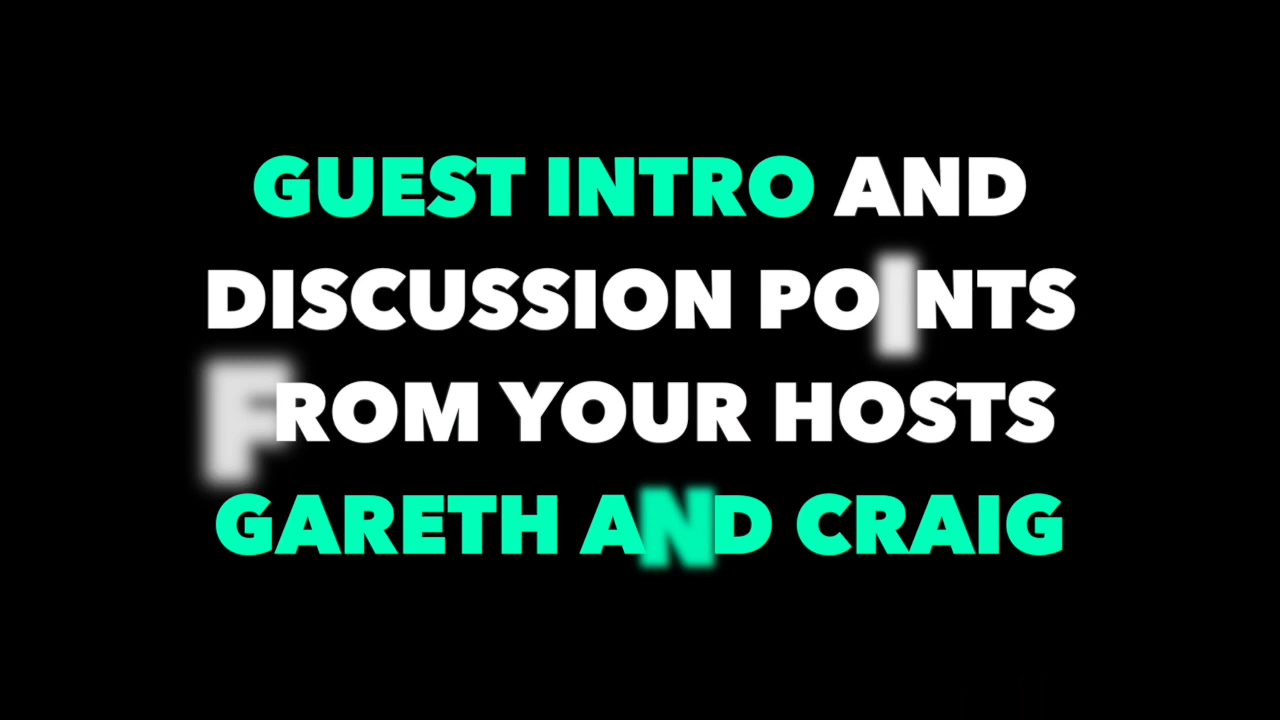 GUEST INTRO AND
DISCUSSION POINTS
FROM YOUR HOSTS
GARETH AND CRAIG